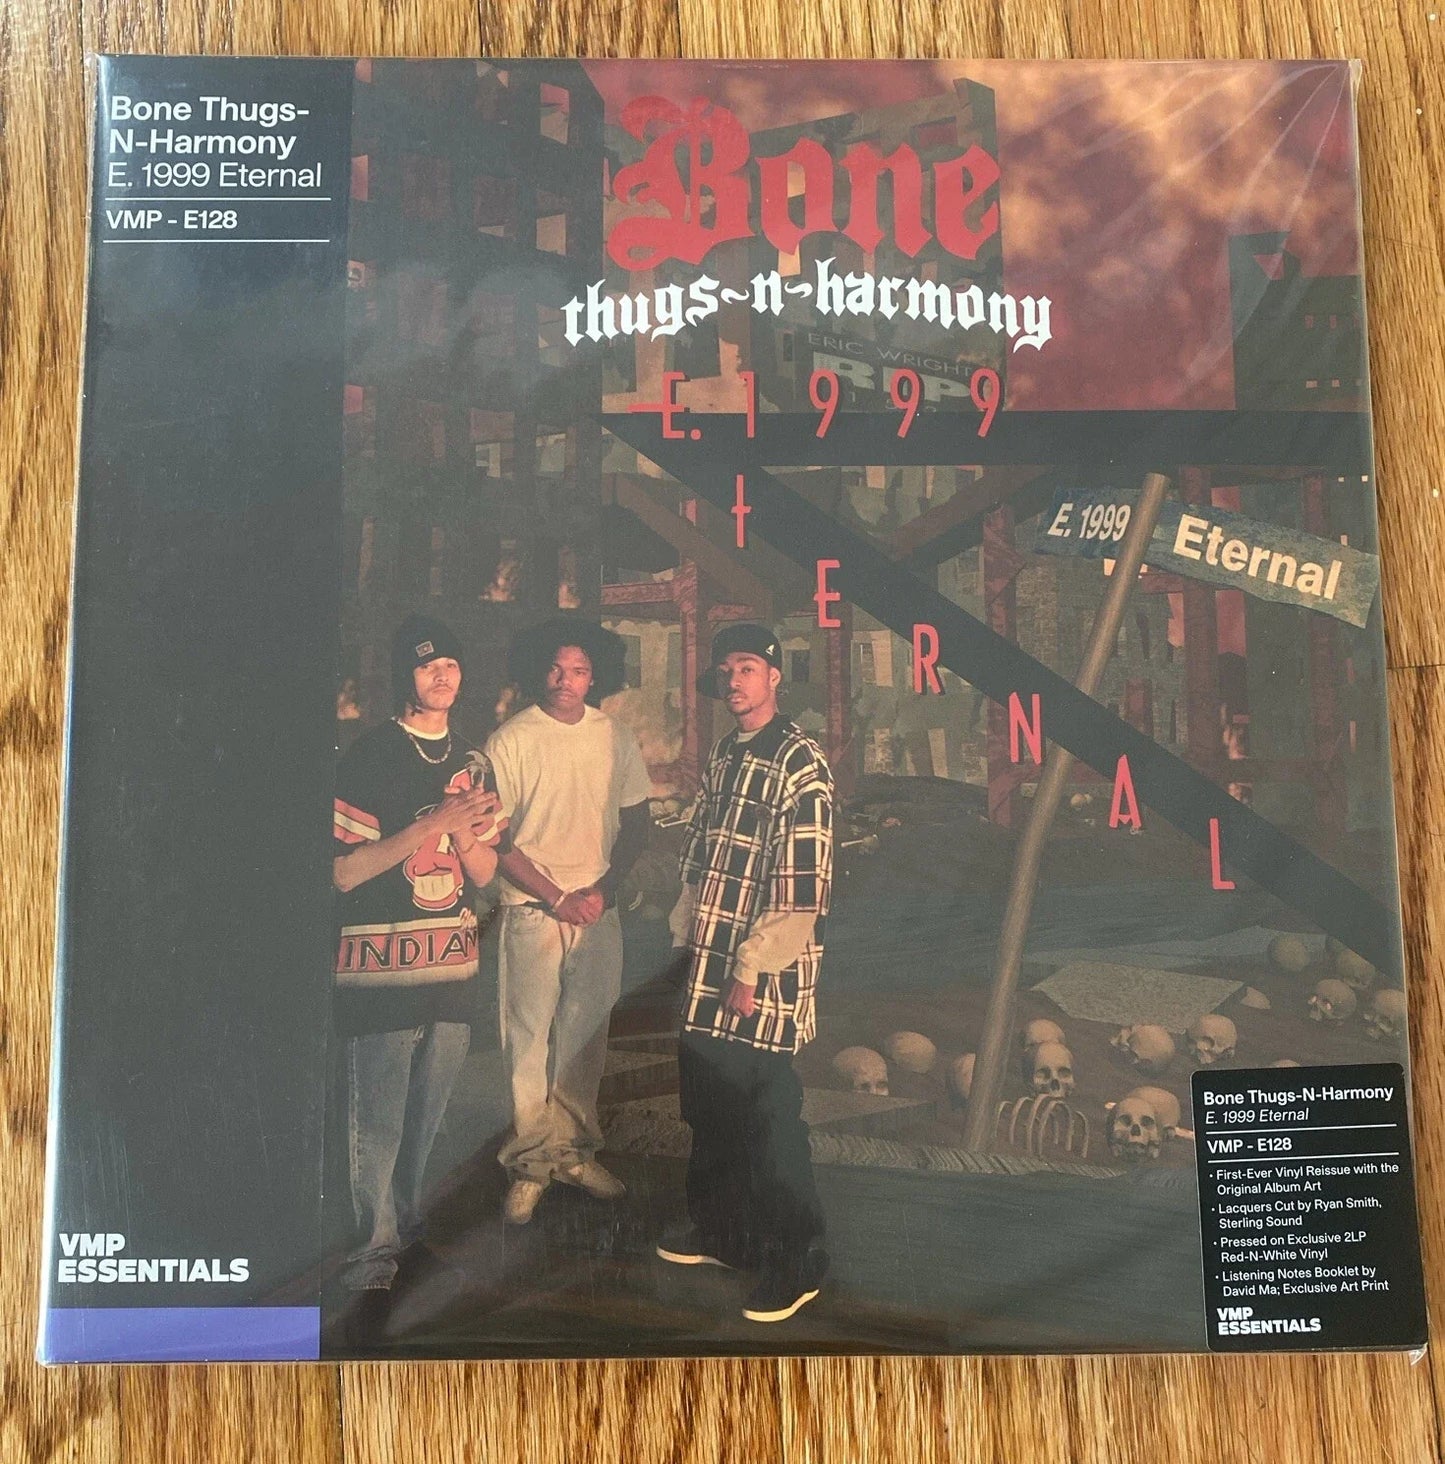 Bone Thugs-
N-Harmony
E. 1999 Eternal
VMP - E128
Bone
thugs~n~harmony
ERIC WRIGHT
RIP
E. 1999
ETERNAL
E. 1999 Eternal
INDIAN
VMP
ESSENTIALS
Bone Thugs-N-Harmony
E. 1999 Eternal
VMP - E128
• First-Ever Vinyl Reissue with the
Original Album Art
• Lacquers Cut by Ryan Smith,
Sterling Sound
• Pressed on Exclusive 2LP
Red-N-White Vinyl
• Listening Notes Booklet by
David Ma; Exclusive Art Print
VMP
ESSENTIALS